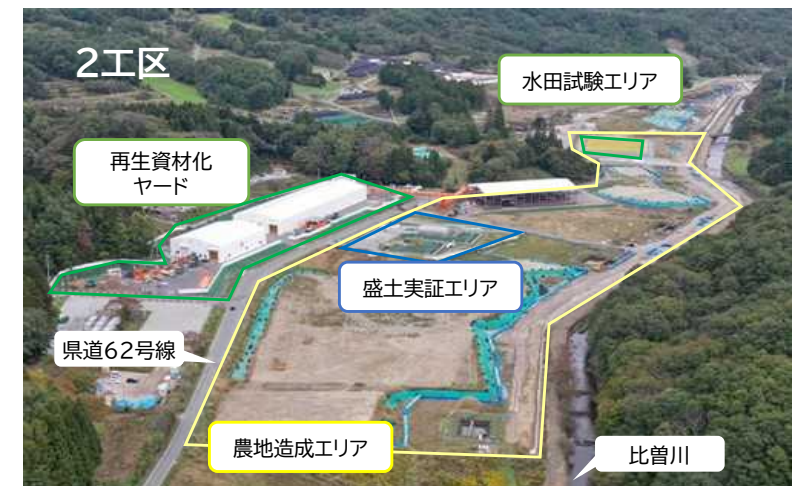 2工区
水田試験エリア
再生資材化
ヤード
盛土実証エリア
県道62号線
農地造成エリア
比曽川